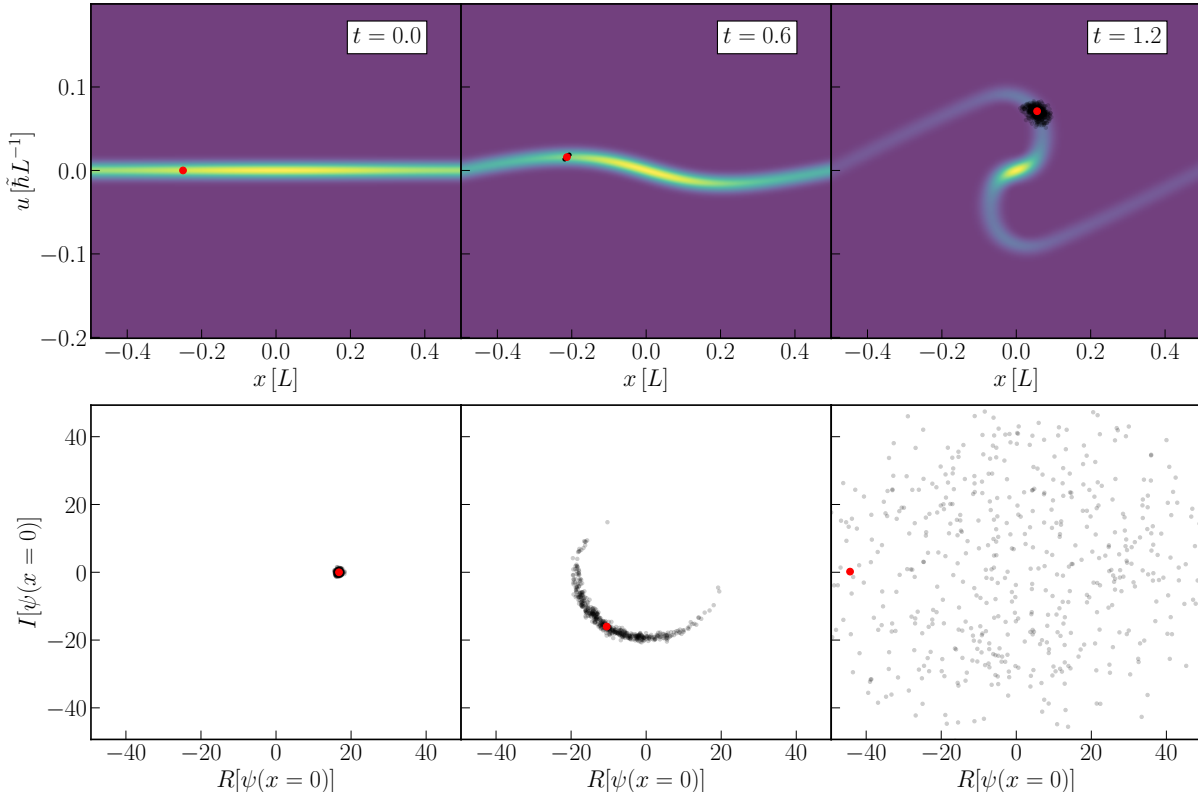 t = 0.0
t = 0.6
t = 1.2
u [ħ̃ L⁻¹]
0.1
0.0
−0.1
−0.2
−0.4 −0.2 0.0 0.2 0.4
−0.4 −0.2 0.0 0.2 0.4
−0.4 −0.2 0.0 0.2 0.4
x [L]
x [L]
x [L]
I[ψ(x = 0)]
40
20
0
−20
−40
−40 −20 0 20 40
−40 −20 0 20 40
−40 −20 0 20 40
R[ψ(x = 0)]
R[ψ(x = 0)]
R[ψ(x = 0)]